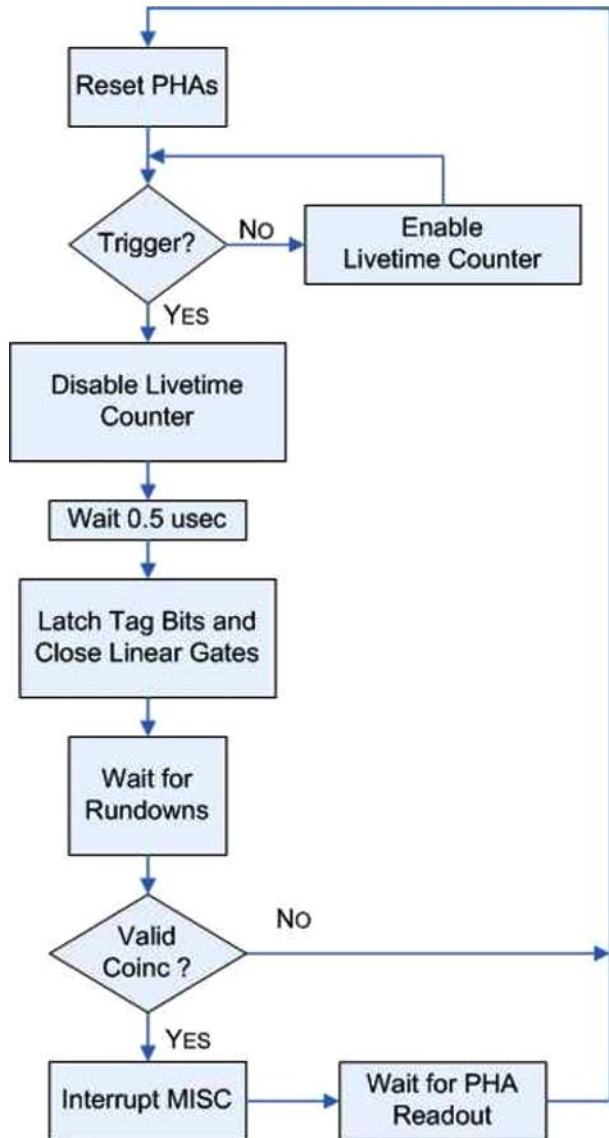 Reset PHAs
Trigger?
NO
Enable
Livetime Counter
YES
Disable Livetime
Counter
Wait 0.5 usec
Latch Tag Bits and
Close Linear Gates
Wait for
Rundowns
Valid
Coinc ?
NO
YES
Interrupt MISC
Wait for PHA
Readout